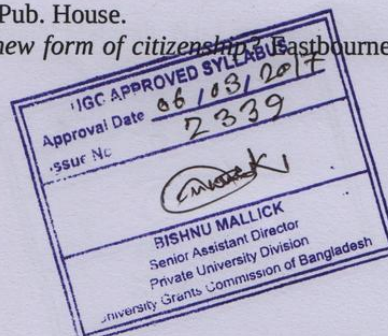 Pub. House.
new form of citizenship? Eastbourne
UGC APPROVED SYLLABUS
Approval Date 06/03/2017
Issue No 2339
BISHNU MALLICK
Senior Assistant Director
Private University Division
University Grants Commission of Bangladesh